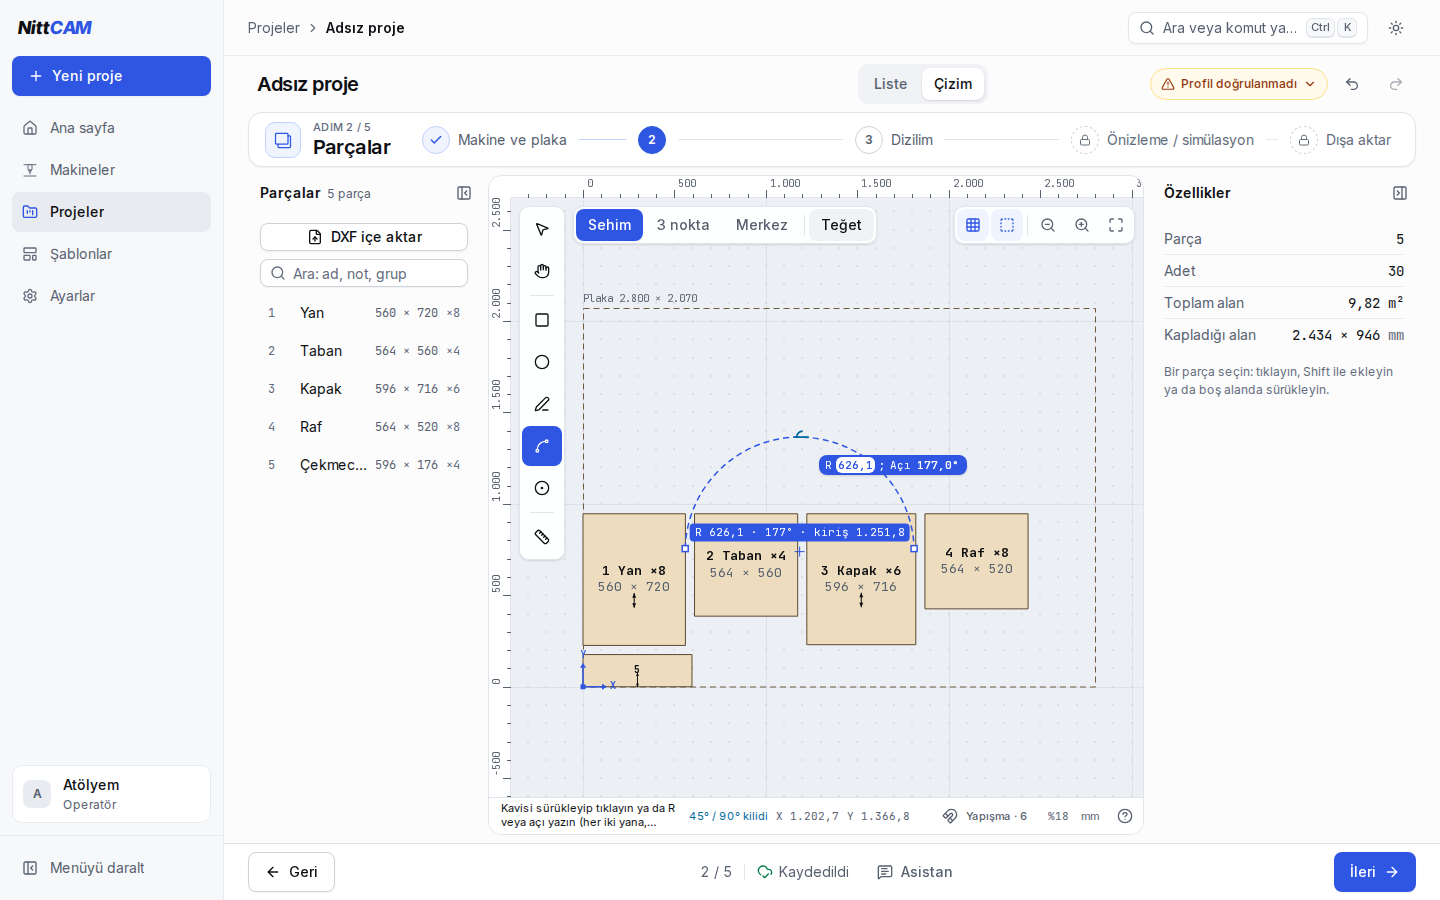 NittCAM
Yeni proje
Ana sayfa
Makineler
Projeler
Şablonlar
Ayarlar
A
Atölyem
Operatör
Menüyü daralt
Projeler > Adsız proje
Ara veya komut ya... Ctrl K
Adsız proje
Liste Çizim
Profil doğrulanmadı
ADIM 2 / 5
Parçalar
Makine ve plaka
2
3 Dizilim
Önizleme / simülasyon
Dışa aktar
Parçalar 5 parça
DXF içe aktar
Ara: ad, not, grup
1 Yan 560 × 720 ×8
2 Taban 564 × 560 ×4
3 Kapak 596 × 716 ×6
4 Raf 564 × 520 ×8
5 Çekmec... 596 × 176 ×4
0 500 1.000 1.500 2.000 2.500 3
2.500
2.000
1.500
1.000
500
0
-500
Sehim 3 nokta Merkez Teğet
Plaka 2.800 × 2.070
R 626,1 ; Açı 177,0°
R 626,1 · 177° · kiriş 1.251,8
1 Yan ×8
560 × 720
2 Taban ×4
564 × 560
3 Kapak ×6
596 × 716
4 Raf ×8
564 × 520
5
Y
X
Kavisi sürükleyip tıklayın ya da R
veya açı yazın (her iki yana,...
45° / 90° kilidi X 1.202,7 Y 1.366,8
Yapışma · 6
%18 mm
Özellikler
Parça 5
Adet 30
Toplam alan 9,82 m²
Kapladığı alan 2.434 × 946 mm
Bir parça seçin: tıklayın, Shift ile ekleyin
ya da boş alanda sürükleyin.
Geri
2 / 5
Kaydedildi
Asistan
İleri